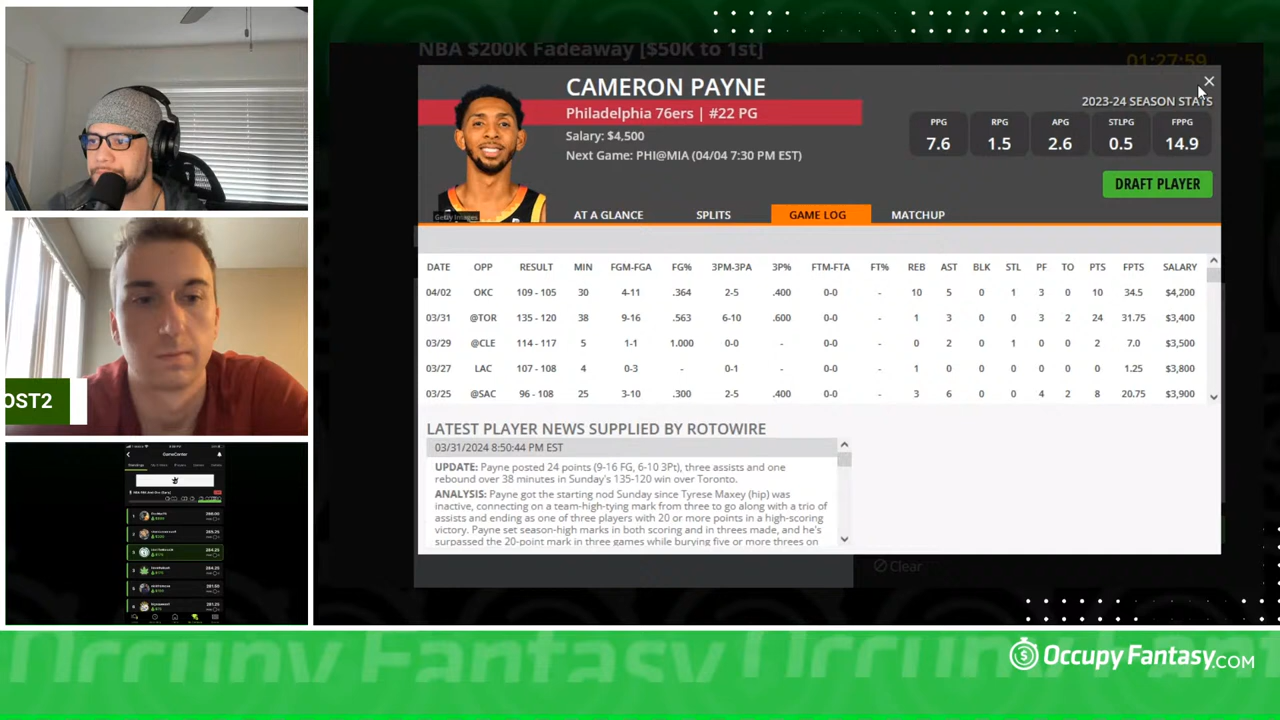 OST2
GameCenter
NBA $200K Fadeaway [$50K to 1st]
01:27:59
CAMERON PAYNE
Philadelphia 76ers | #22 PG
Salary: $4,500
Next Game: PHI@MIA (04/04 7:30 PM EST)
2023-24 SEASON STATS
PPG RPG APG STLPG FPPG
7.6 1.5 2.6 0.5 14.9
DRAFT PLAYER
Getty Images
AT A GLANCE SPLITS GAME LOG MATCHUP
DATE OPP RESULT MIN FGM-FGA FG% 3PM-3PA 3P% FTM-FTA FT% REB AST BLK STL PF TO PTS FPTS SALARY
04/02 OKC 109 - 105 30 4-11 .364 2-5 .400 0-0 - 10 5 0 1 3 0 10 34.5 $4,200
03/31 @TOR 135 - 120 38 9-16 .563 6-10 .600 0-0 - 1 3 0 0 3 2 24 31.75 $3,400
03/29 @CLE 114 - 117 5 1-1 1.000 0-0 - 0-0 - 0 2 0 1 0 0 2 7.0 $3,500
03/27 LAC 107 - 108 4 0-3 - 0-1 - 0-0 - 1 0 0 0 0 0 0 1.25 $3,800
03/25 @SAC 96 - 108 25 3-10 .300 2-5 .400 0-0 - 3 6 0 0 4 2 8 20.75 $3,900
LATEST PLAYER NEWS SUPPLIED BY ROTOWIRE
03/31/2024 8:50:44 PM EST
UPDATE: Payne posted 24 points (9-16 FG, 6-10 3Pt), three assists and one
rebound over 38 minutes in Sunday's 135-120 win over Toronto.
ANALYSIS: Payne got the starting nod Sunday since Tyrese Maxey (hip) was
inactive, connecting on a team-high-tying mark from three to go along with a trio of
assists and ending as one of three players with 20 or more points in a high-scoring
victory. Payne set season-high marks in both scoring and in threes made, and he's
surpassed the 20-point mark in three games while burying five or more threes on
Clear
Occupy Fantasy.COM